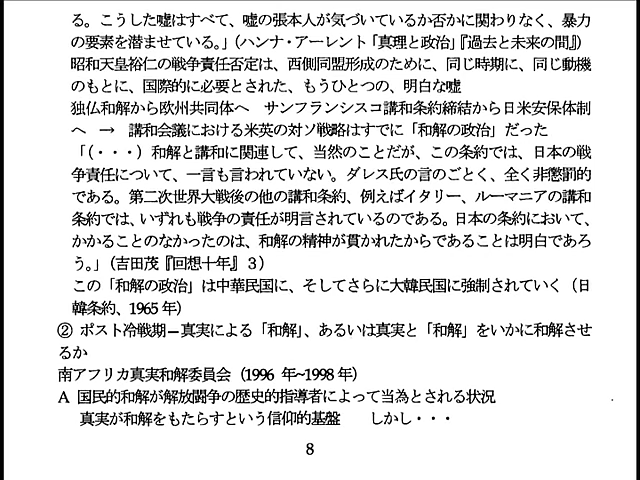 る。こうした嘘はすべて、嘘の張本人が気づいているか否かに関わりなく、暴力
の要素を潜ませている。」（ハンナ・アーレント「真理と政治」『過去と未来の間』）
昭和天皇裕仁の戦争責任否定は、西側同盟形成のために、同じ時期に、同じ動機
のもとに、国際的に必要とされた、もうひとつの、明白な嘘
独仏和解から欧州共同体へ　サンフランシスコ講和条約締結から日米安保体制
へ　→　講和会議における米英の対ソ戦略はすでに「和解の政治」だった
「（・・・）和解と講和に関連して、当然のことだが、この条約では、日本の戦
争責任について、一言も言われていない。ダレス氏の言のごとく、全く非懲罰的
である。第二次世界大戦後の他の講和条約、例えばイタリー、ルーマニアの講和
条約では、いずれも戦争の責任が明言されているのである。日本の条約において、
かかることのなかったのは、和解の精神が貫かれたからであることは明白であろ
う。」（吉田茂『回想十年』３）
この「和解の政治」は中華民国に、そしてさらに大韓民国に強制されていく（日
韓条約、1965 年）
② ポスト冷戦期－真実による「和解」、あるいは真実と「和解」をいかに和解させ
るか
南アフリカ真実和解委員会（1996 年~1998 年）
A 国民的和解が解放闘争の歴史的指導者によって当為とされる状況
真実が和解をもたらすという信仰的基盤　　しかし・・・
8